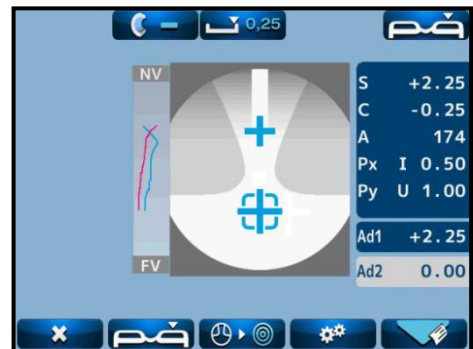 0,25
NV
FV
S +2.25
C -0.25
A 174
Px I 0.50
Py U 1.00
Ad1 +2.25
Ad2 0.00